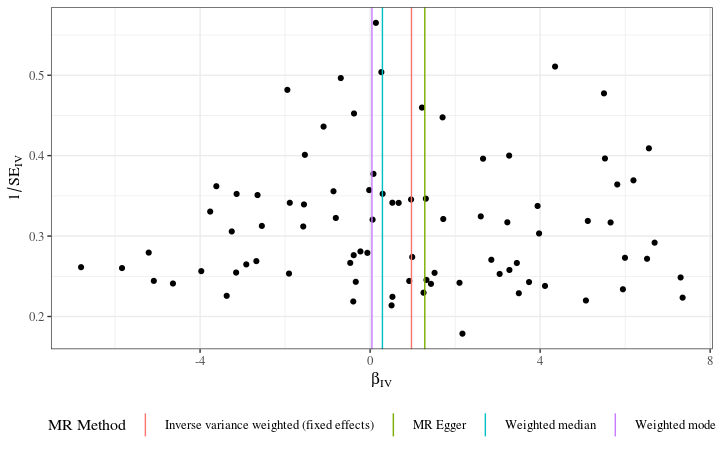 0.5
0.4
0.3
0.2
1/SE_IV
-4 0 4 8
β_IV
MR Method Inverse variance weighted (fixed effects) MR Egger Weighted median Weighted mode